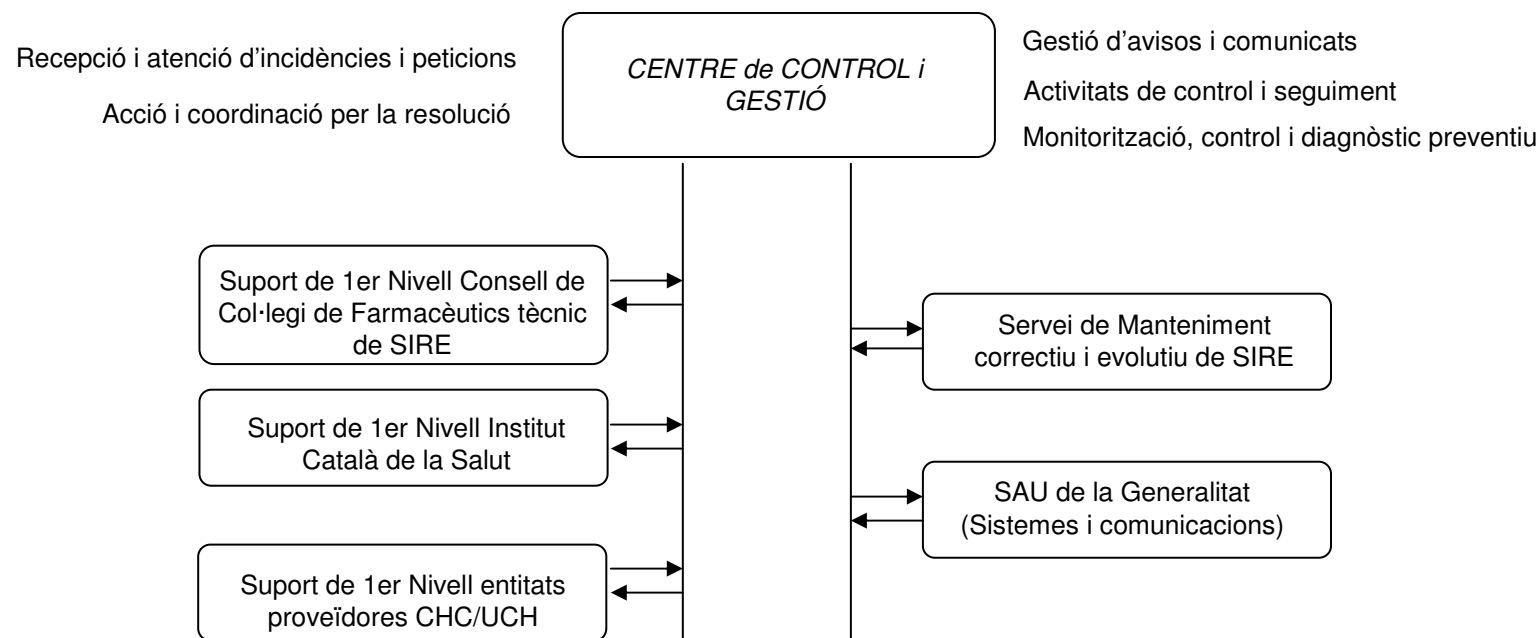 Recepció i atenció d'incidències i peticions
Acció i coordinació per la resolució
CENTRE de CONTROL i
GESTIÓ
Gestió d'avisos i comunicats
Activitats de control i seguiment
Monitorització, control i diagnòstic preventiu
Suport de 1er Nivell Consell de
Col·legi de Farmacèutics tècnic
de SIRE
Servei de Manteniment
correctiu i evolutiu de SIRE
Suport de 1er Nivell Institut
Català de la Salut
SAU de la Generalitat
(Sistemes i comunicacions)
Suport de 1er Nivell entitats
proveïdores CHC/UCH